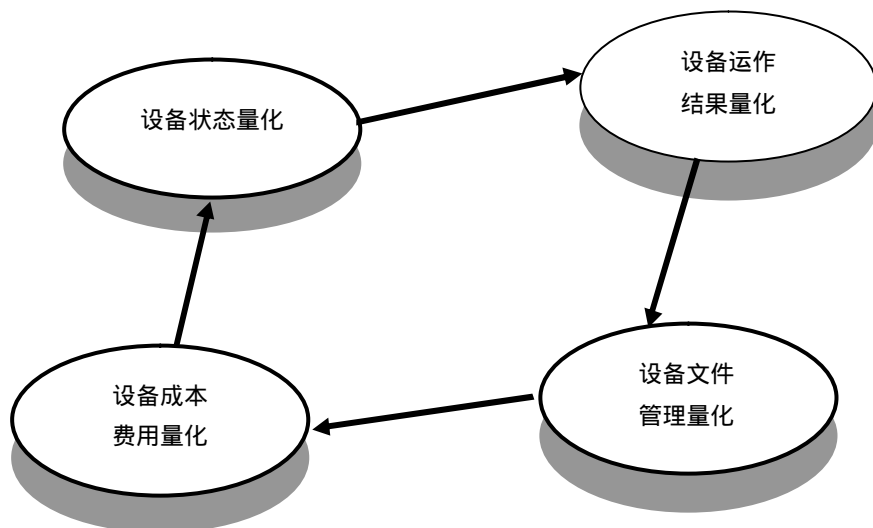 设备状态量化
设备运作
结果量化
设备文件
管理量化
设备成本
费用量化